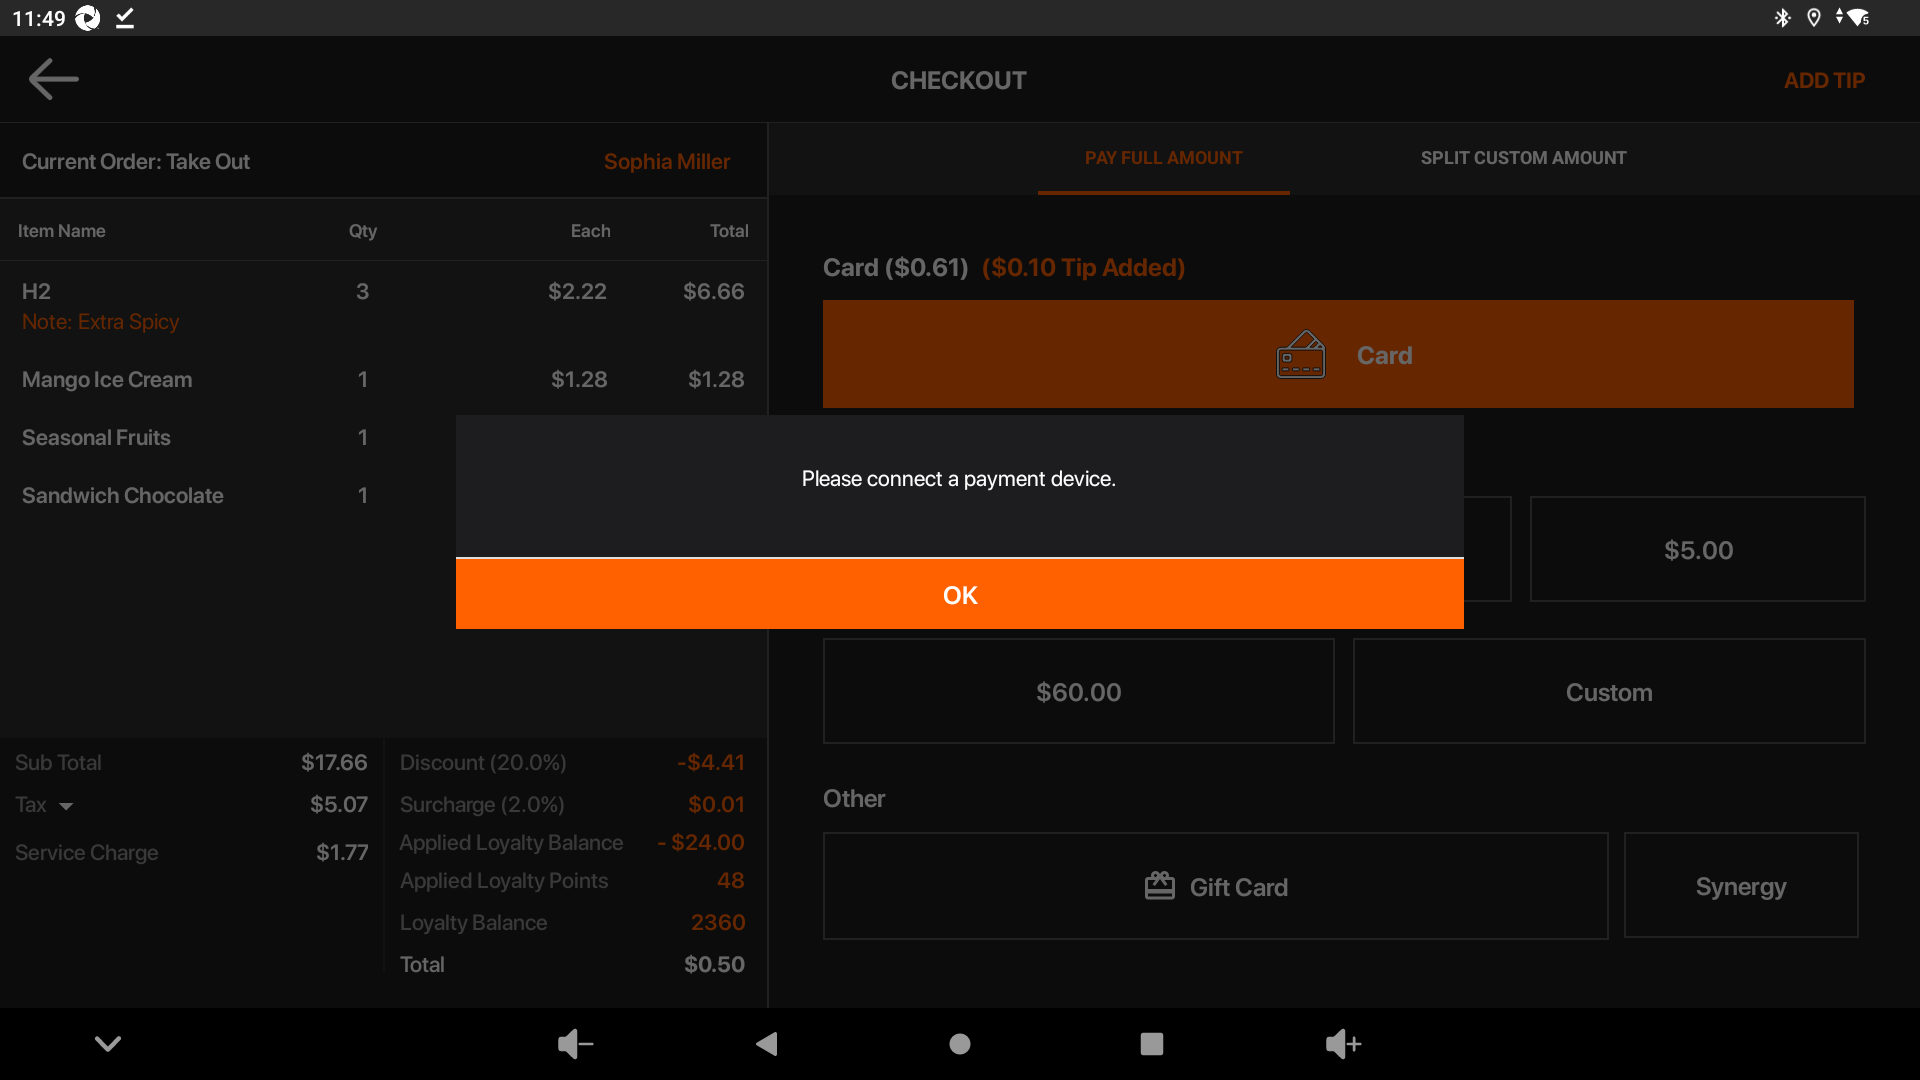 11:49
5
CHECKOUT
ADD TIP
Current Order: Take Out
Sophia Miller
PAY FULL AMOUNT
SPLIT CUSTOM AMOUNT
Item Name Qty Each Total
H2 3 $2.22 $6.66
Note: Extra Spicy
Mango Ice Cream 1 $1.28 $1.28
Seasonal Fruits 1
Sandwich Chocolate 1
Card ($0.61) ($0.10 Tip Added)
Card
Please connect a payment device.
OK
$5.00
$60.00
Custom
Sub Total $17.66
Tax $5.07
Service Charge $1.77
Discount (20.0%) -$4.41
Surcharge (2.0%) $0.01
Applied Loyalty Balance - $24.00
Applied Loyalty Points 48
Loyalty Balance 2360
Total $0.50
Other
Gift Card
Synergy